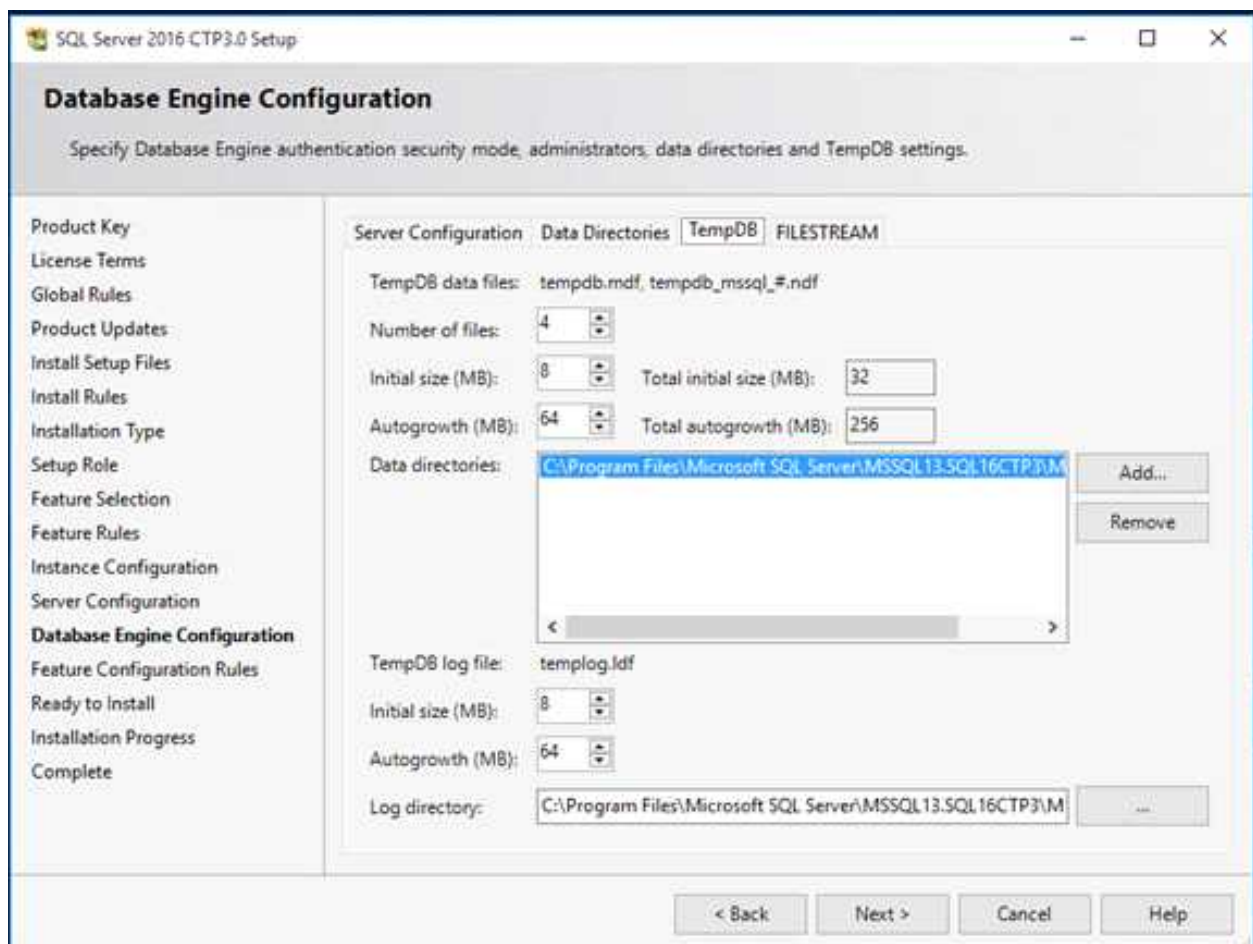 SQL Server 2016 CTP3.0 Setup
Database Engine Configuration
Specify Database Engine authentication security mode, administrators, data directories and TempDB settings.
Product Key
License Terms
Global Rules
Product Updates
Install Setup Files
Install Rules
Installation Type
Setup Role
Feature Selection
Feature Rules
Instance Configuration
Server Configuration
Database Engine Configuration
Feature Configuration Rules
Ready to Install
Installation Progress
Complete
Server Configuration Data Directories TempDB FILESTREAM
TempDB data files: tempdb.mdf, tempdb_mssql_#.ndf
Number of files: 4
Initial size (MB): 8 Total initial size (MB): 32
Autogrowth (MB): 64 Total autogrowth (MB): 256
Data directories: C:\Program Files\Microsoft SQL Server\MSSQL13.SQL16CTP3\M
Add...
Remove
TempDB log file: templog.ldf
Initial size (MB): 8
Autogrowth (MB): 64
Log directory: C:\Program Files\Microsoft SQL Server\MSSQL13.SQL16CTP3\M ...
< Back Next > Cancel Help